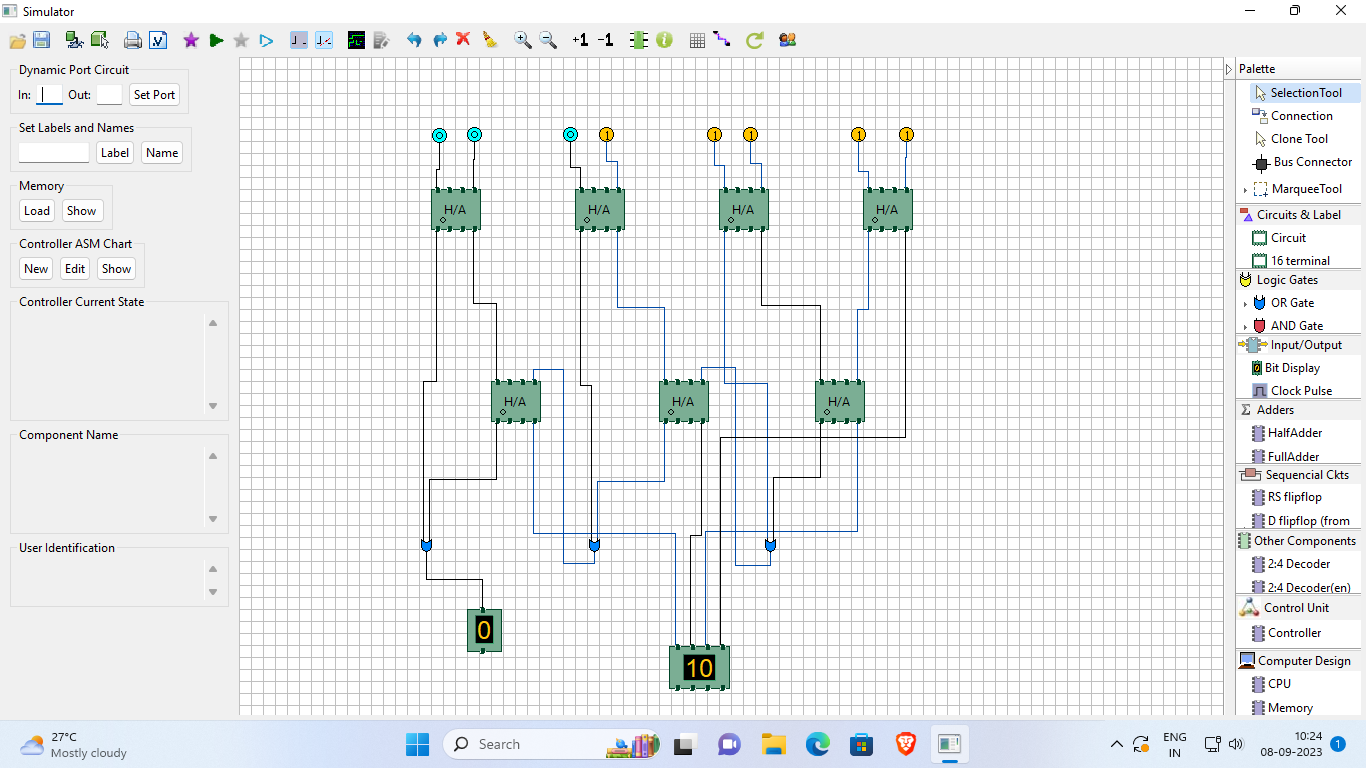 Simulator
+1 -1
Dynamic Port Circuit
In: Out: Set Port
Set Labels and Names
Label Name
Memory
Load Show
Controller ASM Chart
New Edit Show
Controller Current State
Component Name
User Identification
1 1 1 1 1
H/A H/A H/A H/A
H/A H/A H/A
0
10
Palette
SelectionTool
Connection
Clone Tool
Bus Connector
MarqueeTool
Circuits & Label
Circuit
16 terminal
Logic Gates
OR Gate
AND Gate
Input/Output
Bit Display
Clock Pulse
Adders
HalfAdder
FullAdder
Sequencial Ckts
RS flipflop
D flipflop (from
Other Components
2:4 Decoder
2:4 Decoder(en)
Control Unit
Controller
Computer Design
CPU
Memory
27°C
Mostly cloudy
Search
ENG
IN
10:24
08-09-2023
1